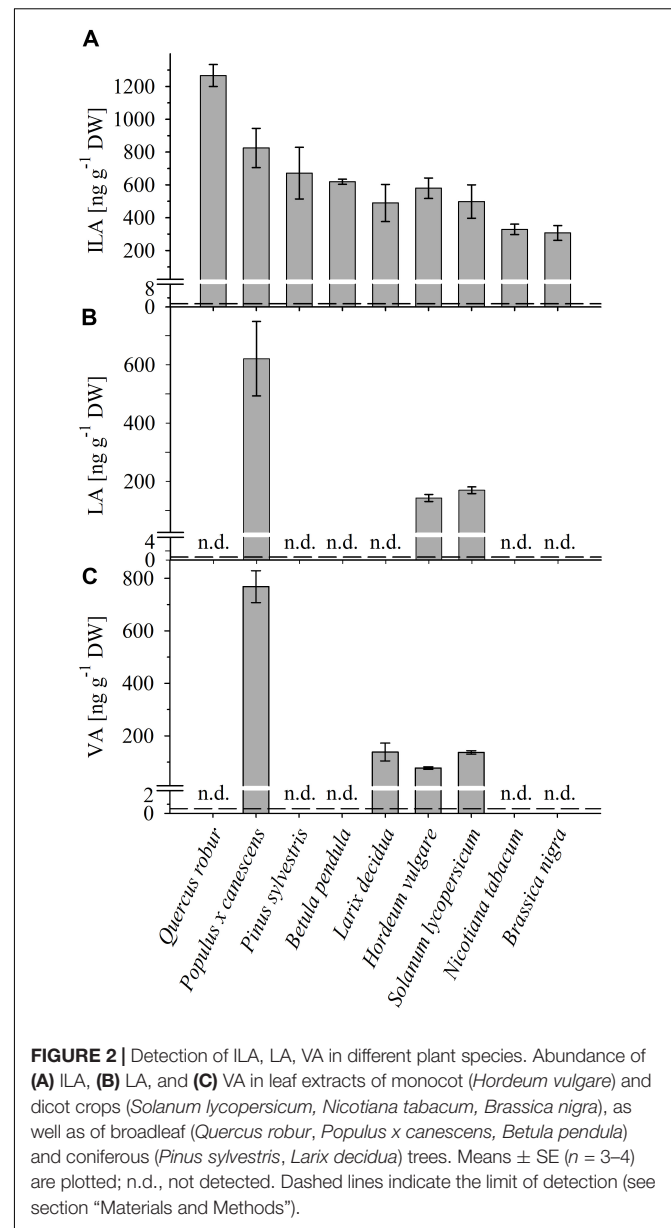 A
ILA [ng g-1 DW]
1200
1000
800
600
400
200
8
0
B
LA [ng g-1 DW]
600
400
200
4
0
n.d. n.d. n.d. n.d. n.d. n.d.
C
VA [ng g-1 DW]
800
600
400
200
2
0
n.d. n.d. n.d. n.d. n.d.
Quercus robur
Populus x canescens
Pinus sylvestris
Betula pendula
Larix decidua
Hordeum vulgare
Solanum lycopersicum
Nicotiana tabacum
Brassica nigra
FIGURE 2 | Detection of ILA, LA, VA in different plant species. Abundance of
(A) ILA, (B) LA, and (C) VA in leaf extracts of monocot (Hordeum vulgare) and
dicot crops (Solanum lycopersicum, Nicotiana tabacum, Brassica nigra), as
well as of broadleaf (Quercus robur, Populus x canescens, Betula pendula)
and coniferous (Pinus sylvestris, Larix decidua) trees. Means ± SE (n = 3–4)
are plotted; n.d., not detected. Dashed lines indicate the limit of detection (see
section “Materials and Methods”).